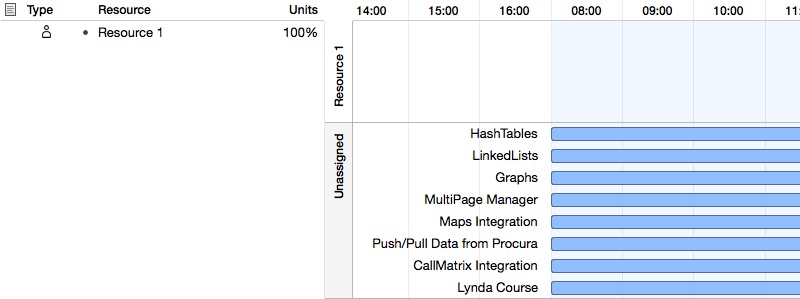 Type Resource Units 14:00 15:00 16:00 08:00 09:00 10:00 11:
Resource 1 100%
Resource 1
Unassigned
HashTables
LinkedLists
Graphs
MultiPage Manager
Maps Integration
Push/Pull Data from Procura
CallMatrix Integration
Lynda Course